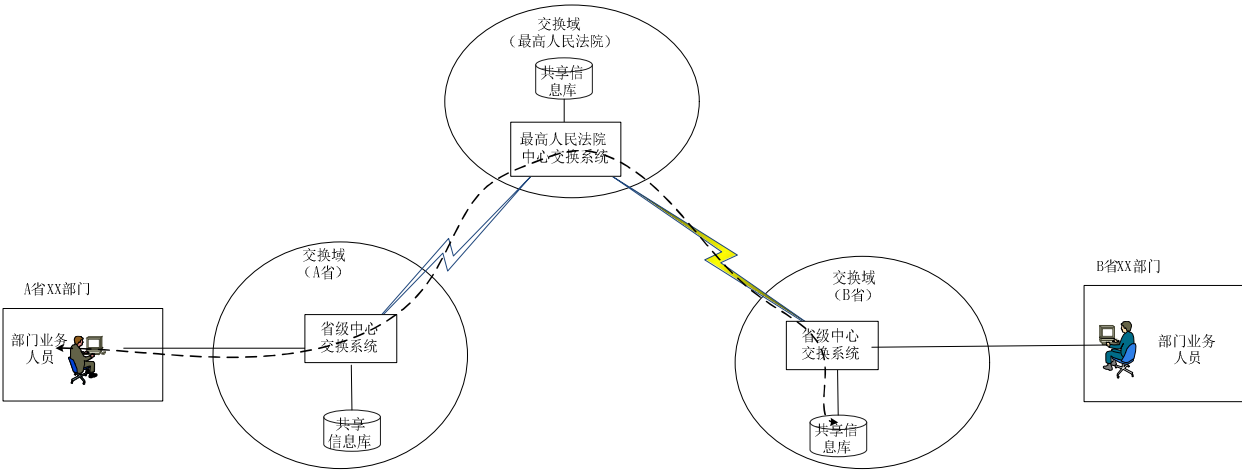 交换域
（最高人民法院）
共享信
息库
最高人民法院
中心交换系统
交换域
（A省）
A省XX部门
部门业务
人员
省级中心
交换系统
共享
信息库
交换域
（B省）
B省XX部门
省级中心
交换系统
部门业务
人员
共享信
息库